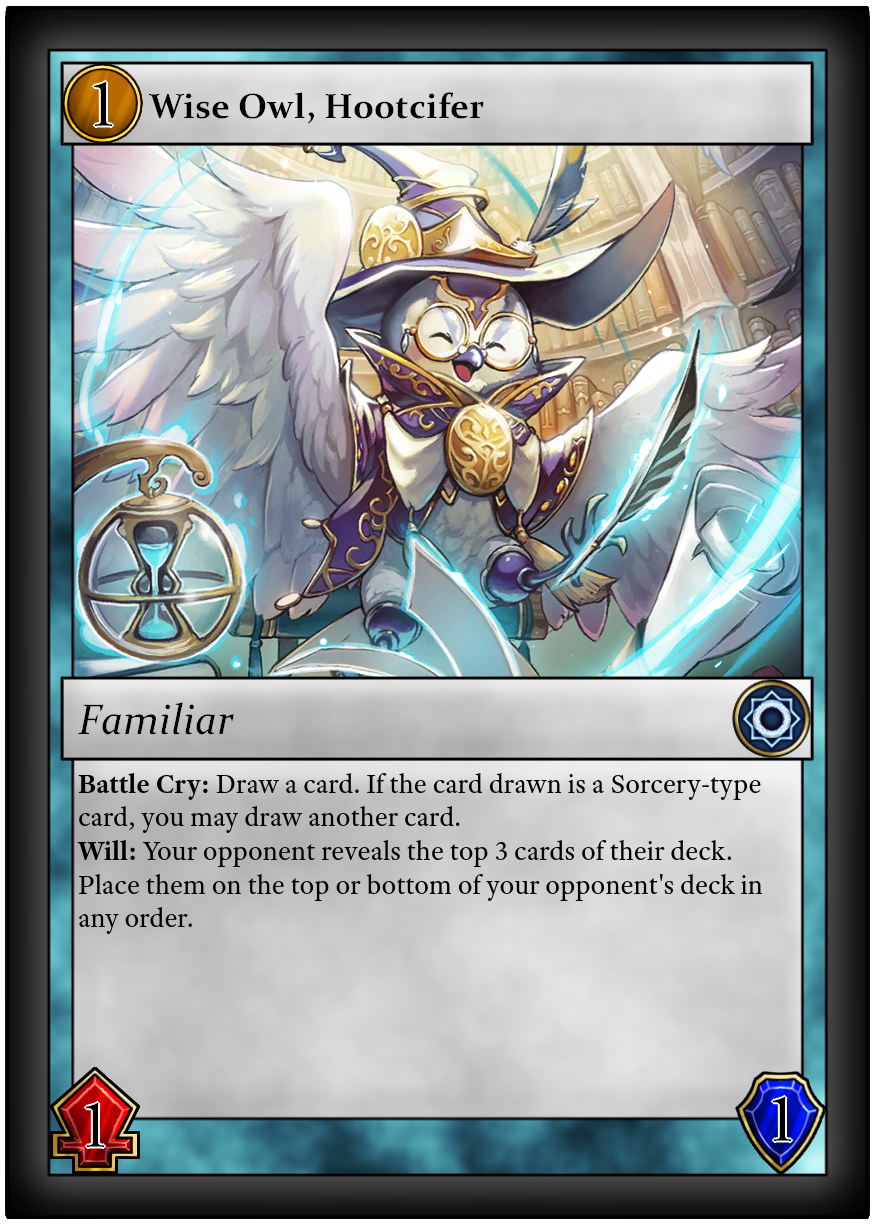 1
Wise Owl, Hootcifer
Familiar
Battle Cry: Draw a card. If the card drawn is a Sorcery-type
card, you may draw another card.
Will: Your opponent reveals the top 3 cards of their deck.
Place them on the top or bottom of your opponent's deck in
any order.
1
1